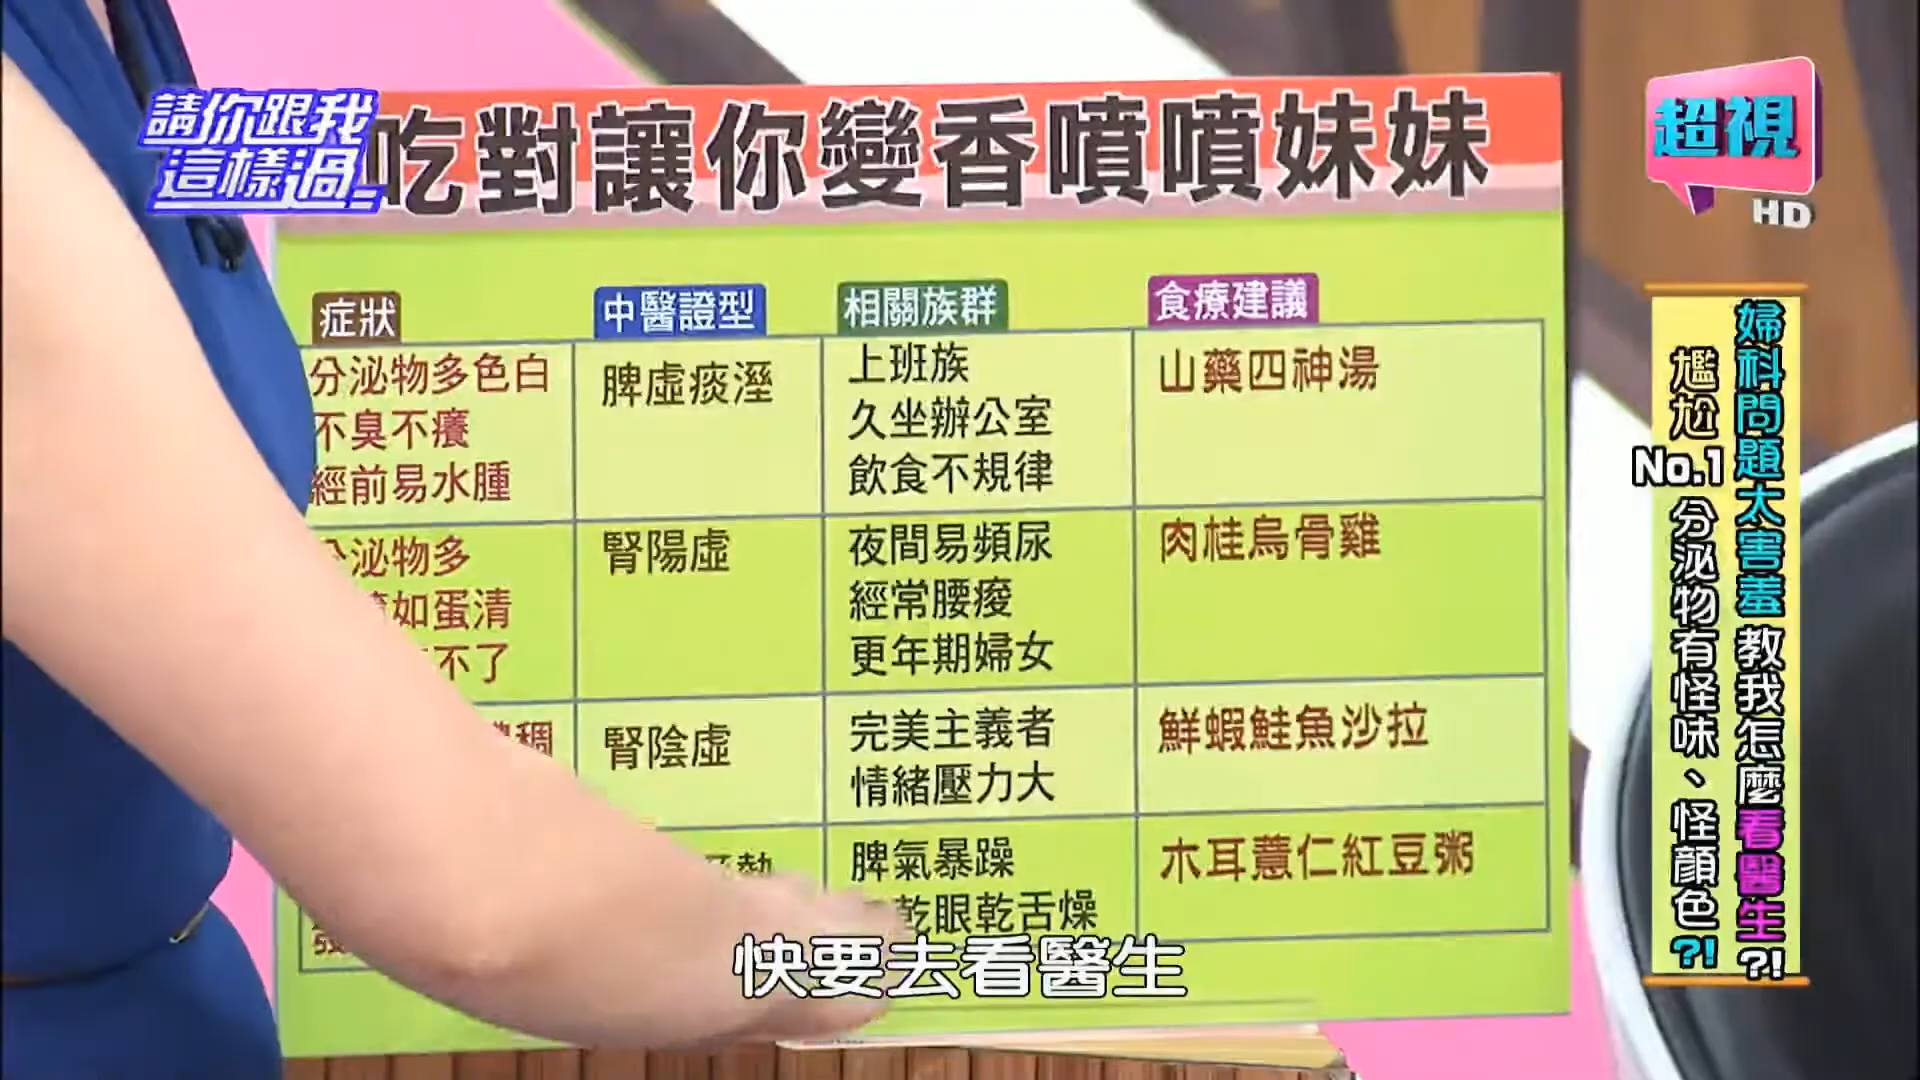 請你跟我
這樣過
吃對讓你變香噴噴妹妹
超視
HD
症狀
中醫證型
相關族群
食療建議
分泌物多色白
不臭不癢
經前易水腫
脾虛痰溼
上班族
久坐辦公室
飲食不規律
山藥四神湯
分泌物多
如蛋清
不了
腎陽虛
夜間易頻尿
經常腰痠
更年期婦女
肉桂烏骨雞
稠
腎陰虛
完美主義者
情緒壓力大
鮮蝦鮭魚沙拉
熱
脾氣暴躁
乾眼乾舌燥
木耳薏仁紅豆粥
婦科問題太害羞 教我怎麼看醫生?!
尷尬No.1 分泌物有怪味、怪顏色?!
快要去看醫生